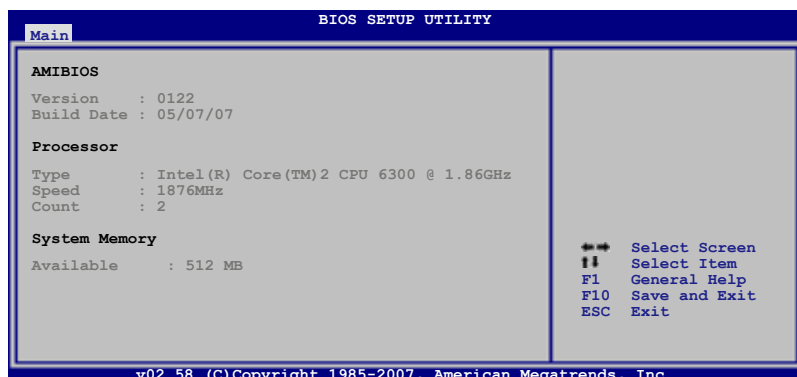 BIOS SETUP UTILITY
Main
AMIBIOS
Version : 0122
Build Date : 05/07/07
Processor
Type : Intel(R) Core(TM)2 CPU 6300 @ 1.86GHz
Speed : 1876MHz
Count : 2
System Memory
Available : 512 MB
Select Screen
Select Item
F1 General Help
F10 Save and Exit
ESC Exit
v02.58 (C)Copyright 1985-2007, American Megatrends, Inc.